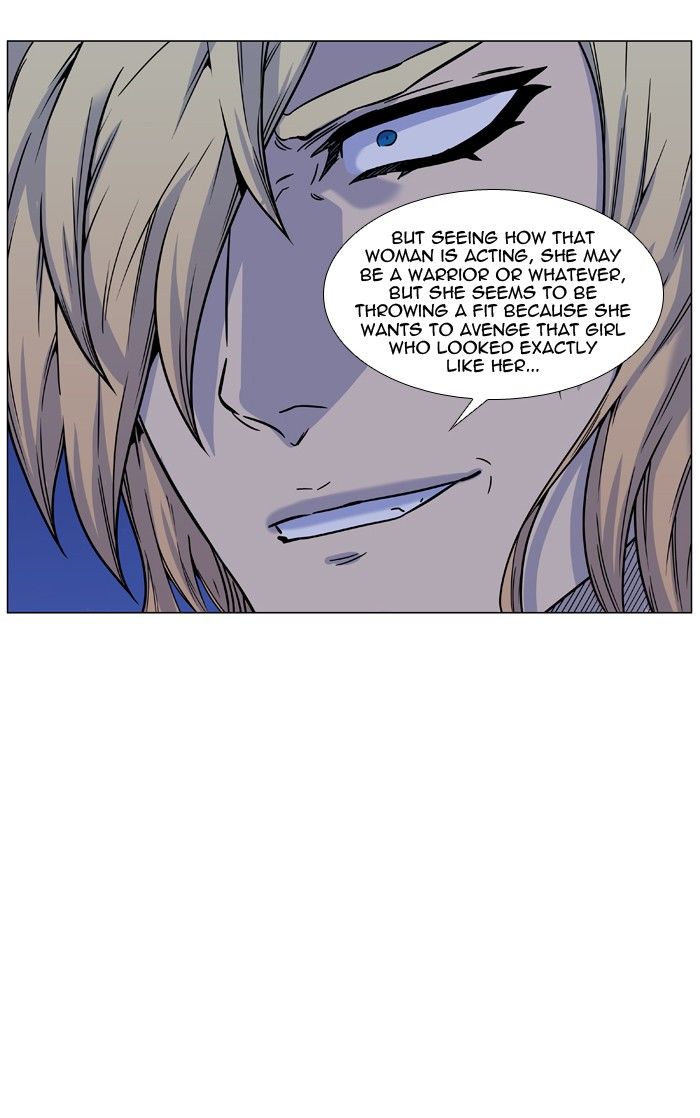 BUT SEEING HOW THAT
WOMAN IS ACTING, SHE MAY
BE A WARRIOR OR WHATEVER,
BUT SHE SEEMS TO BE
THROWING A FIT BECAUSE SHE
WANTS TO AVENGE THAT GIRL
WHO LOOKED EXACTLY
LIKE HER...